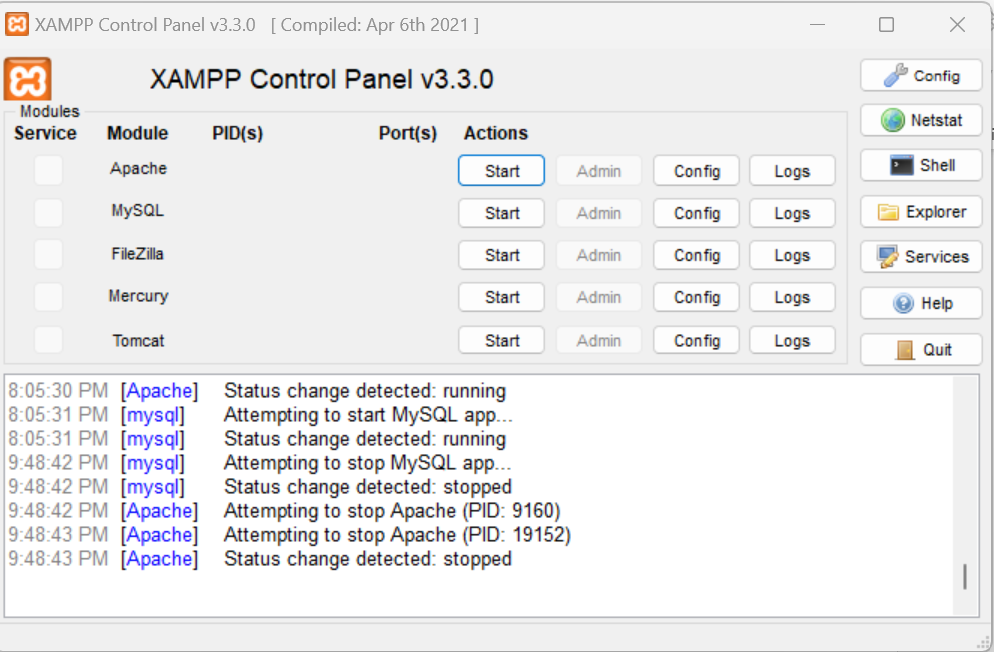 XAMPP Control Panel v3.3.0 [ Compiled: Apr 6th 2021 ]
XAMPP Control Panel v3.3.0
Config
Modules
Service Module PID(s) Port(s) Actions
Netstat
Apache Start Admin Config Logs
Shell
MySQL Start Admin Config Logs
Explorer
FileZilla Start Admin Config Logs
Services
Mercury Start Admin Config Logs
Help
Tomcat Start Admin Config Logs
Quit
8:05:30 PM [Apache] Status change detected: running
8:05:31 PM [mysql] Attempting to start MySQL app...
8:05:31 PM [mysql] Status change detected: running
9:48:42 PM [mysql] Attempting to stop MySQL app...
9:48:42 PM [mysql] Status change detected: stopped
9:48:42 PM [Apache] Attempting to stop Apache (PID: 9160)
9:48:43 PM [Apache] Attempting to stop Apache (PID: 19152)
9:48:43 PM [Apache] Status change detected: stopped